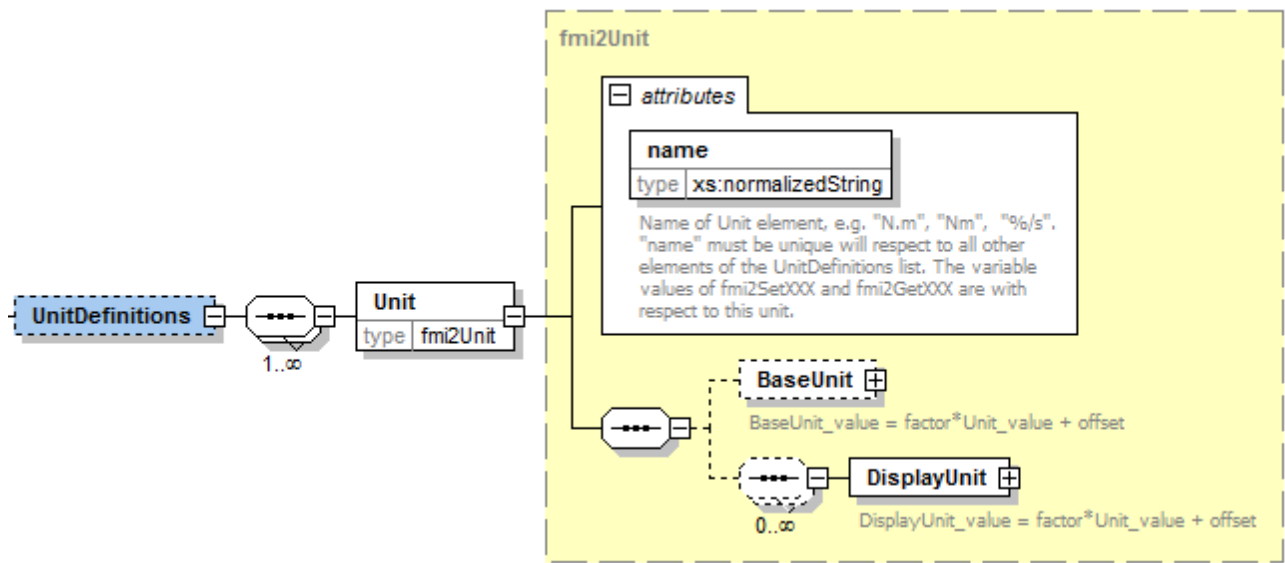 fmi2Unit
attributes
name
type xs:normalizedString
Name of Unit element, e.g. "N.m", "Nm", "%/s".
"name" must be unique will respect to all other
elements of the UnitDefinitions list. The variable
values of fmi2SetXXX and fmi2GetXXX are with
respect to this unit.
UnitDefinitions
1..∞
Unit
type fmi2Unit
BaseUnit
BaseUnit_value = factor*Unit_value + offset
0..∞
DisplayUnit
DisplayUnit_value = factor*Unit_value + offset